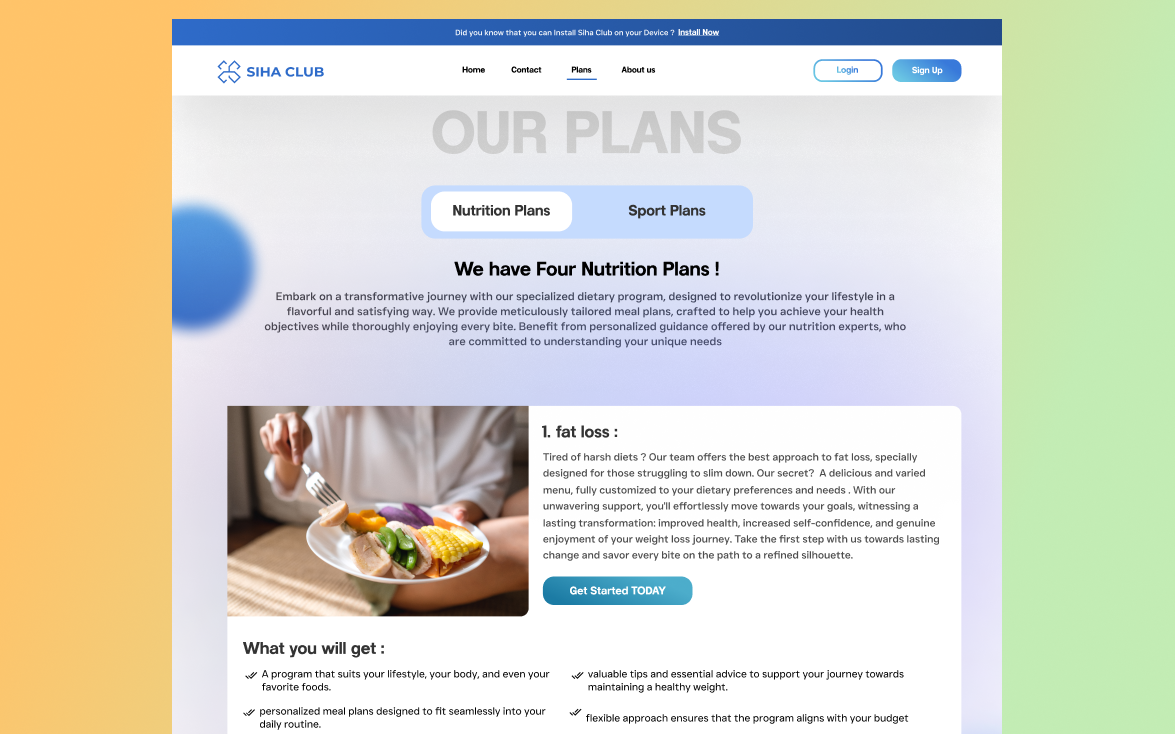 Did you know that you can Install Siha Club on your Device ? Install Now
SIHA CLUB
Home Contact Plans About us
Login Sign Up
OUR PLANS
Nutrition Plans Sport Plans
We have Four Nutrition Plans !
Embark on a transformative journey with our specialized dietary program, designed to revolutionize your lifestyle in a
flavorful and satisfying way. We provide meticulously tailored meal plans, crafted to help you achieve your health
objectives while thoroughly enjoying every bite. Benefit from personalized guidance offered by our nutrition experts, who
are committed to understanding your unique needs
1. fat loss :
Tired of harsh diets ? Our team offers the best approach to fat loss, specially
designed for those struggling to slim down. Our secret? A delicious and varied
menu, fully customized to your dietary preferences and needs . With our
unwavering support, you'll effortlessly move towards your goals, witnessing a
lasting transformation: improved health, increased self-confidence, and genuine
enjoyment of your weight loss journey. Take the first step with us towards lasting
change and savor every bite on the path to a refined silhouette.
Get Started TODAY
What you will get :
A program that suits your lifestyle, your body, and even your
favorite foods.
valuable tips and essential advice to support your journey towards
maintaining a healthy weight.
personalized meal plans designed to fit seamlessly into your
daily routine.
flexible approach ensures that the program aligns with your budget